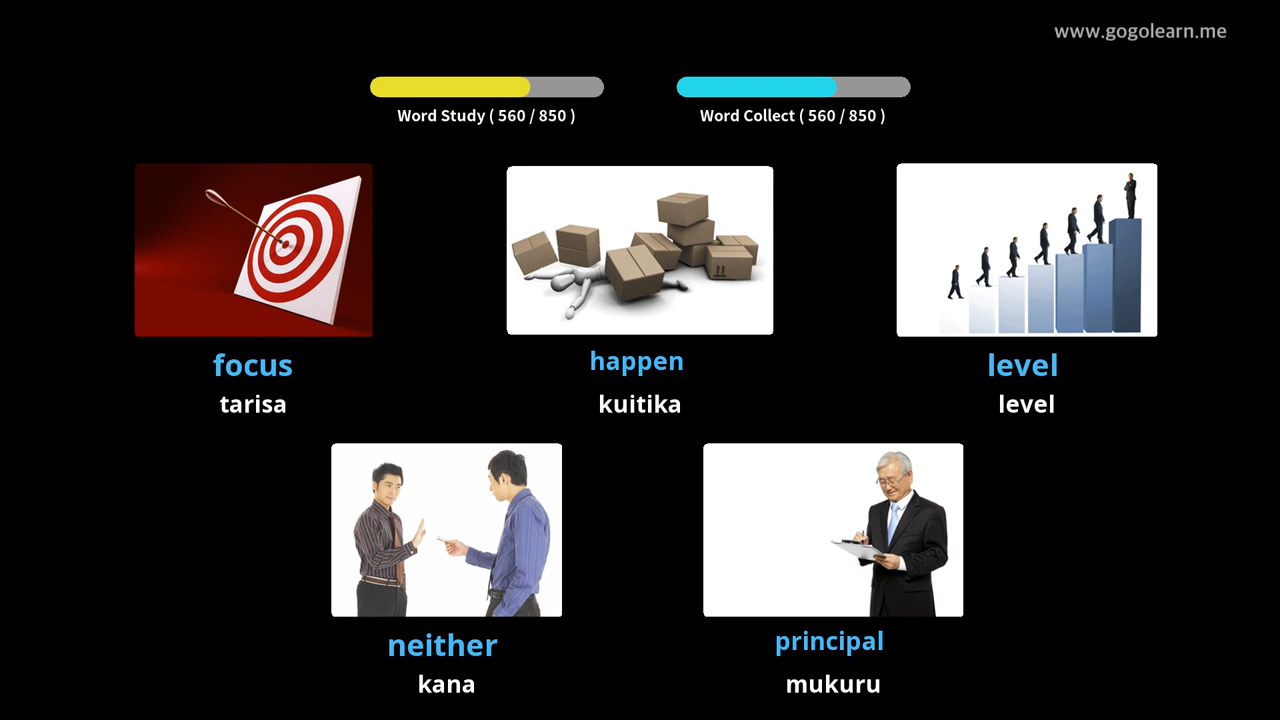 www.gogolearn.me
Word Study ( 560 / 850 )
Word Collect ( 560 / 850 )
focus
tarisa
happen
kuitika
level
level
neither
kana
principal
mukuru